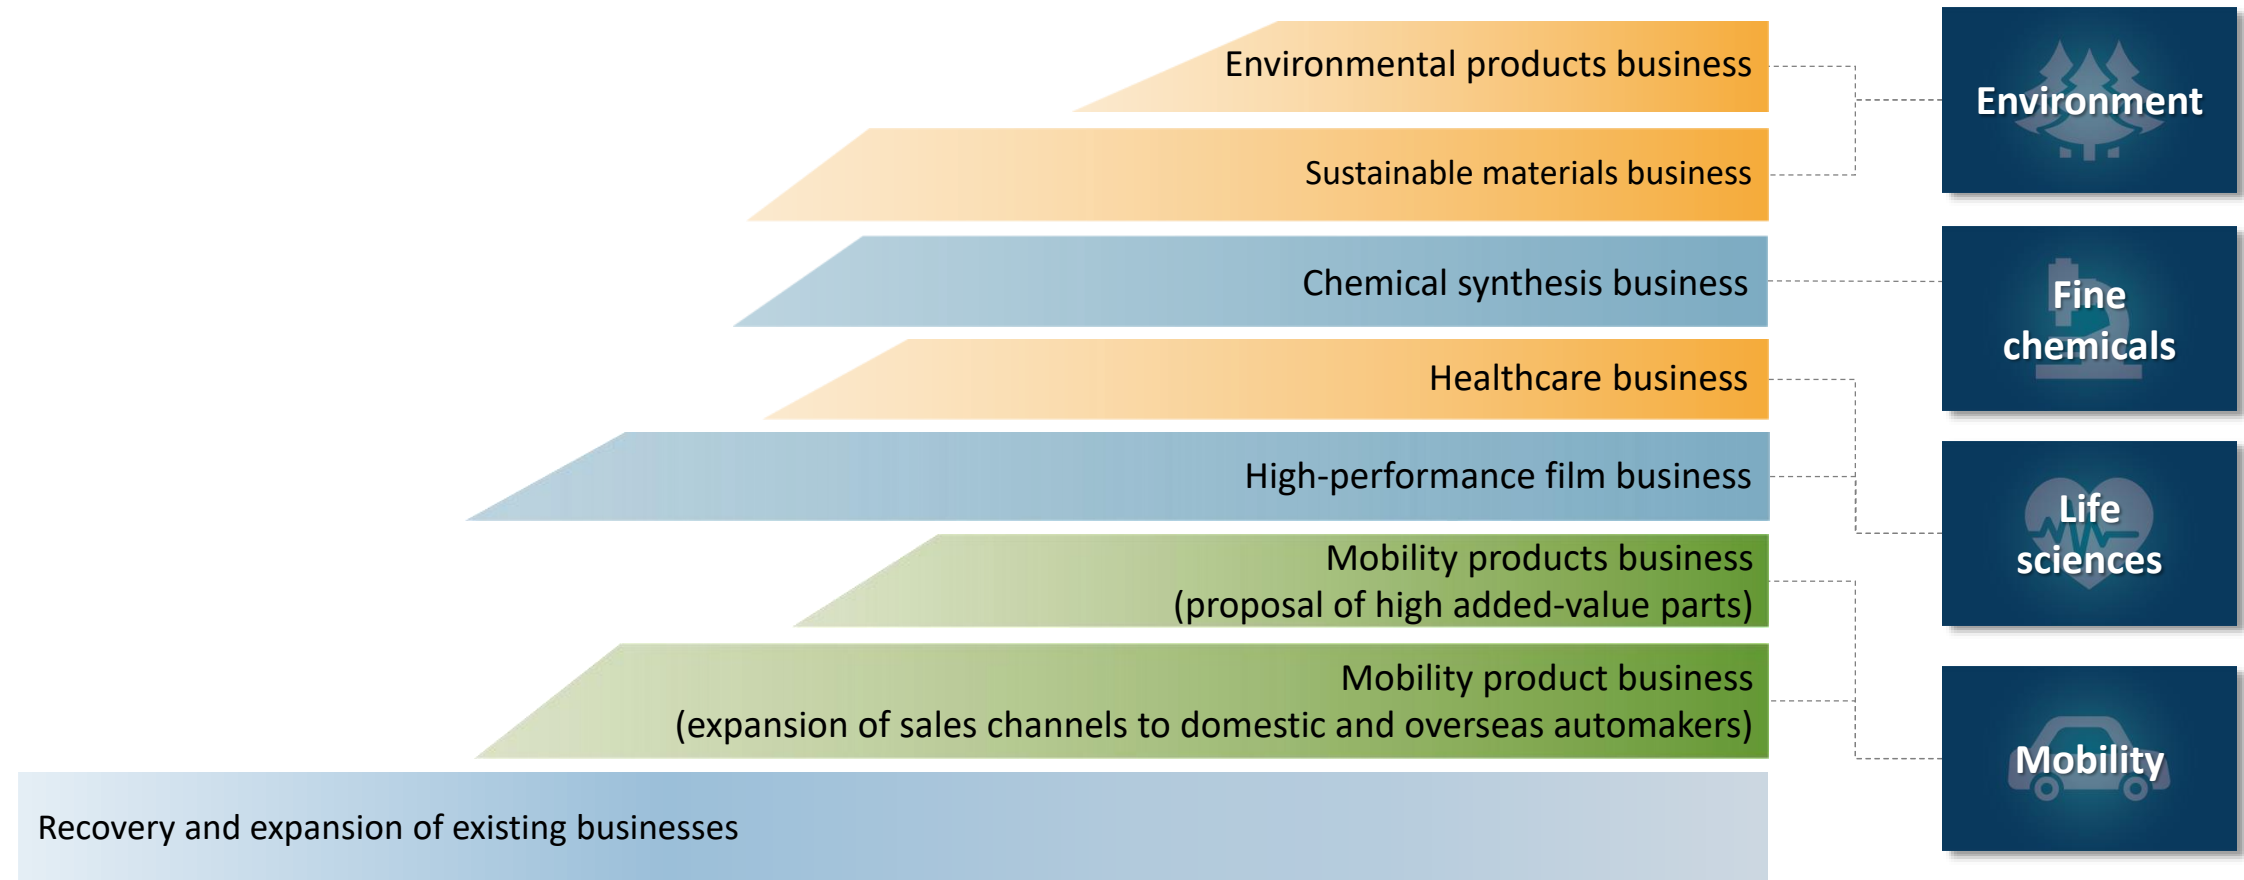 Environmental products business
Sustainable materials business
Chemical synthesis business
Healthcare business
High-performance film business
Mobility products business
(proposal of high added-value parts)
Mobility product business
(expansion of sales channels to domestic and overseas automakers)
Recovery and expansion of existing businesses
Environment
Fine
chemicals
Life
sciences
Mobility